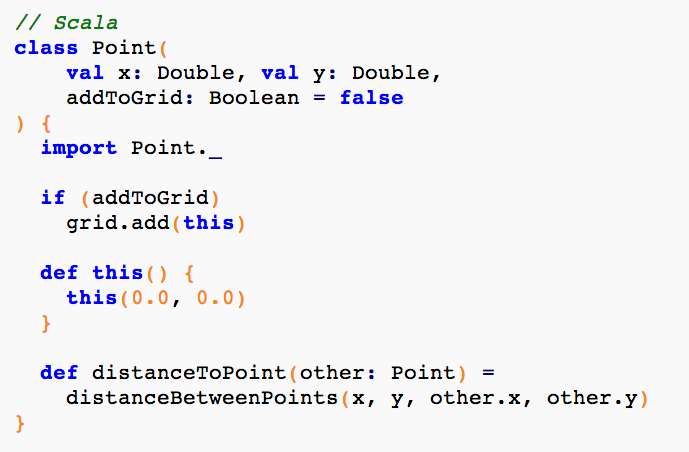 // Scala
class Point(
    val x: Double, val y: Double,
    addToGrid: Boolean = false
) {
  import Point._

  if (addToGrid)
    grid.add(this)

  def this() {
    this(0.0, 0.0)
  }

  def distanceToPoint(other: Point) =
    distanceBetweenPoints(x, y, other.x, other.y)
}